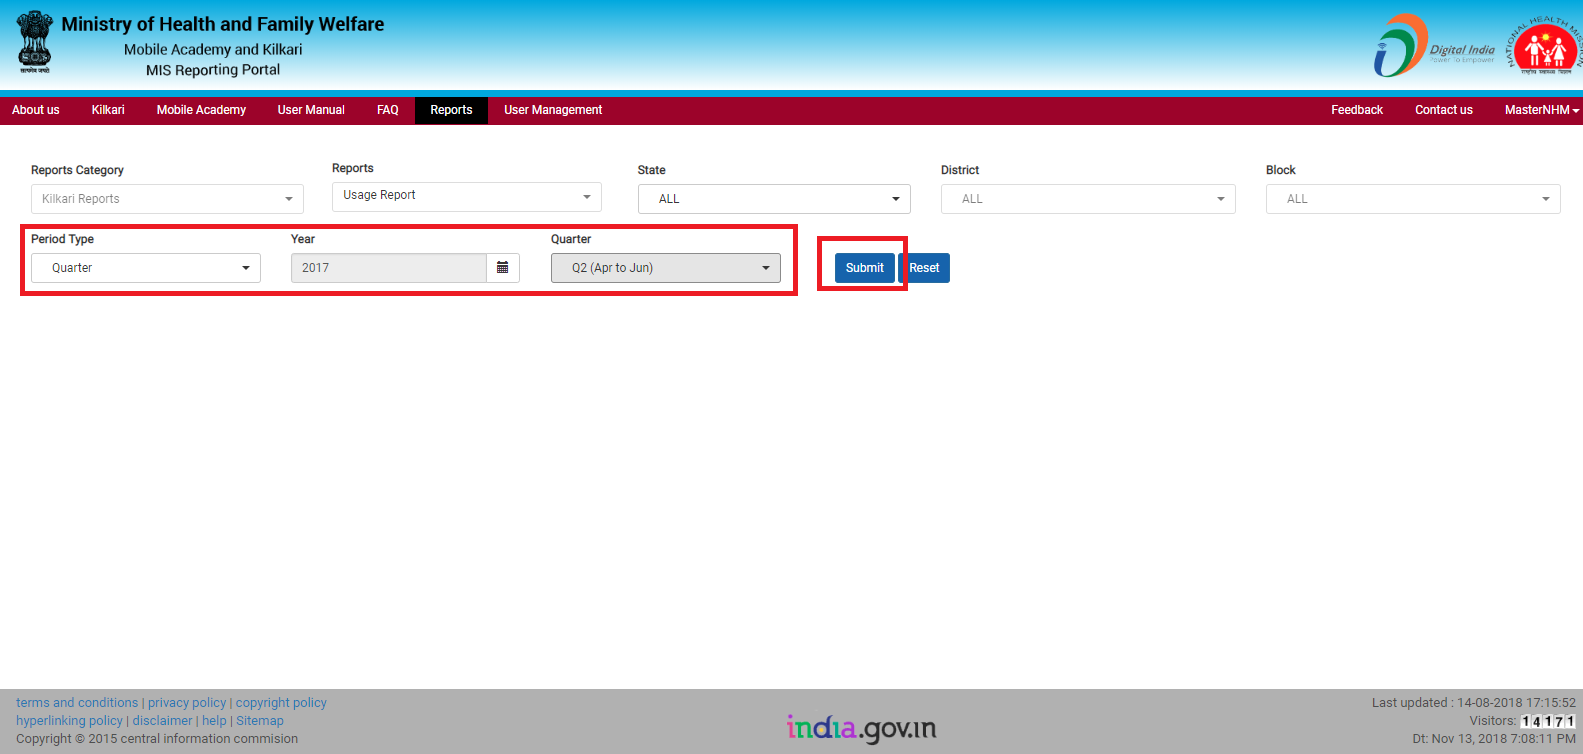 Ministry of Health and Family Welfare
Mobile Academy and Kilkari
MIS Reporting Portal
सत्यमेव जयते
Digital India
Power To Empower
NATIONAL HEALTH MISSION
राष्ट्रीय स्वास्थ्य मिशन
About us Kilkari Mobile Academy User Manual FAQ Reports User Management Feedback Contact us MasterNHM
Reports Category Reports State District Block
Kilkari Reports Usage Report ALL ALL ALL
Period Type Year Quarter
Quarter 2017 Q2 (Apr to Jun) Submit Reset
terms and conditions | privacy policy | copyright policy
hyperlinking policy | disclaimer | help | Sitemap
Copyright © 2015 central information commision
india.gov.in
Last updated : 14-08-2018 17:15:52
Visitors: 14171
Dt: Nov 13, 2018 7:08:11 PM